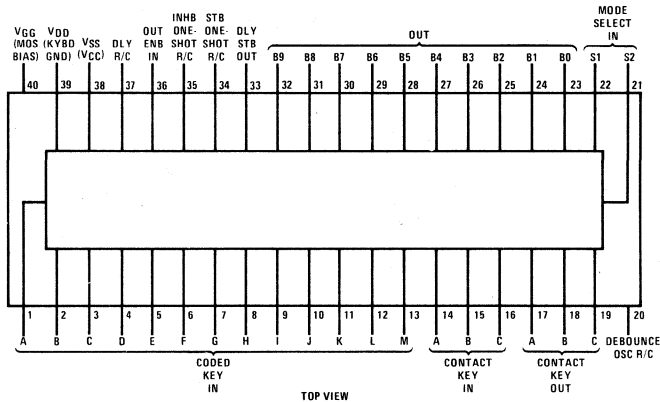 VGG (MOS BIAS)
VDD (KYBD GND)
VSS (VCC)
DLY R/C
OUT ENB IN
INHB ONE-SHOT R/C
STB ONE-SHOT R/C
DLY STB OUT
OUT
B9 B8 B7 B6 B5 B4 B3 B2 B1 B0
MODE SELECT IN
S1 S2
40 39 38 37 36 35 34 33 32 31 30 29 28 27 26 25 24 23 22 21
1 2 3 4 5 6 7 8 9 10 11 12 13 14 15 16 17 18 19 20
A B C D E F G H I J K L M
A B C
A B C
DEBOUNCE OSC R/C
CODED KEY IN
CONTACT KEY IN
CONTACT KEY OUT
TOP VIEW